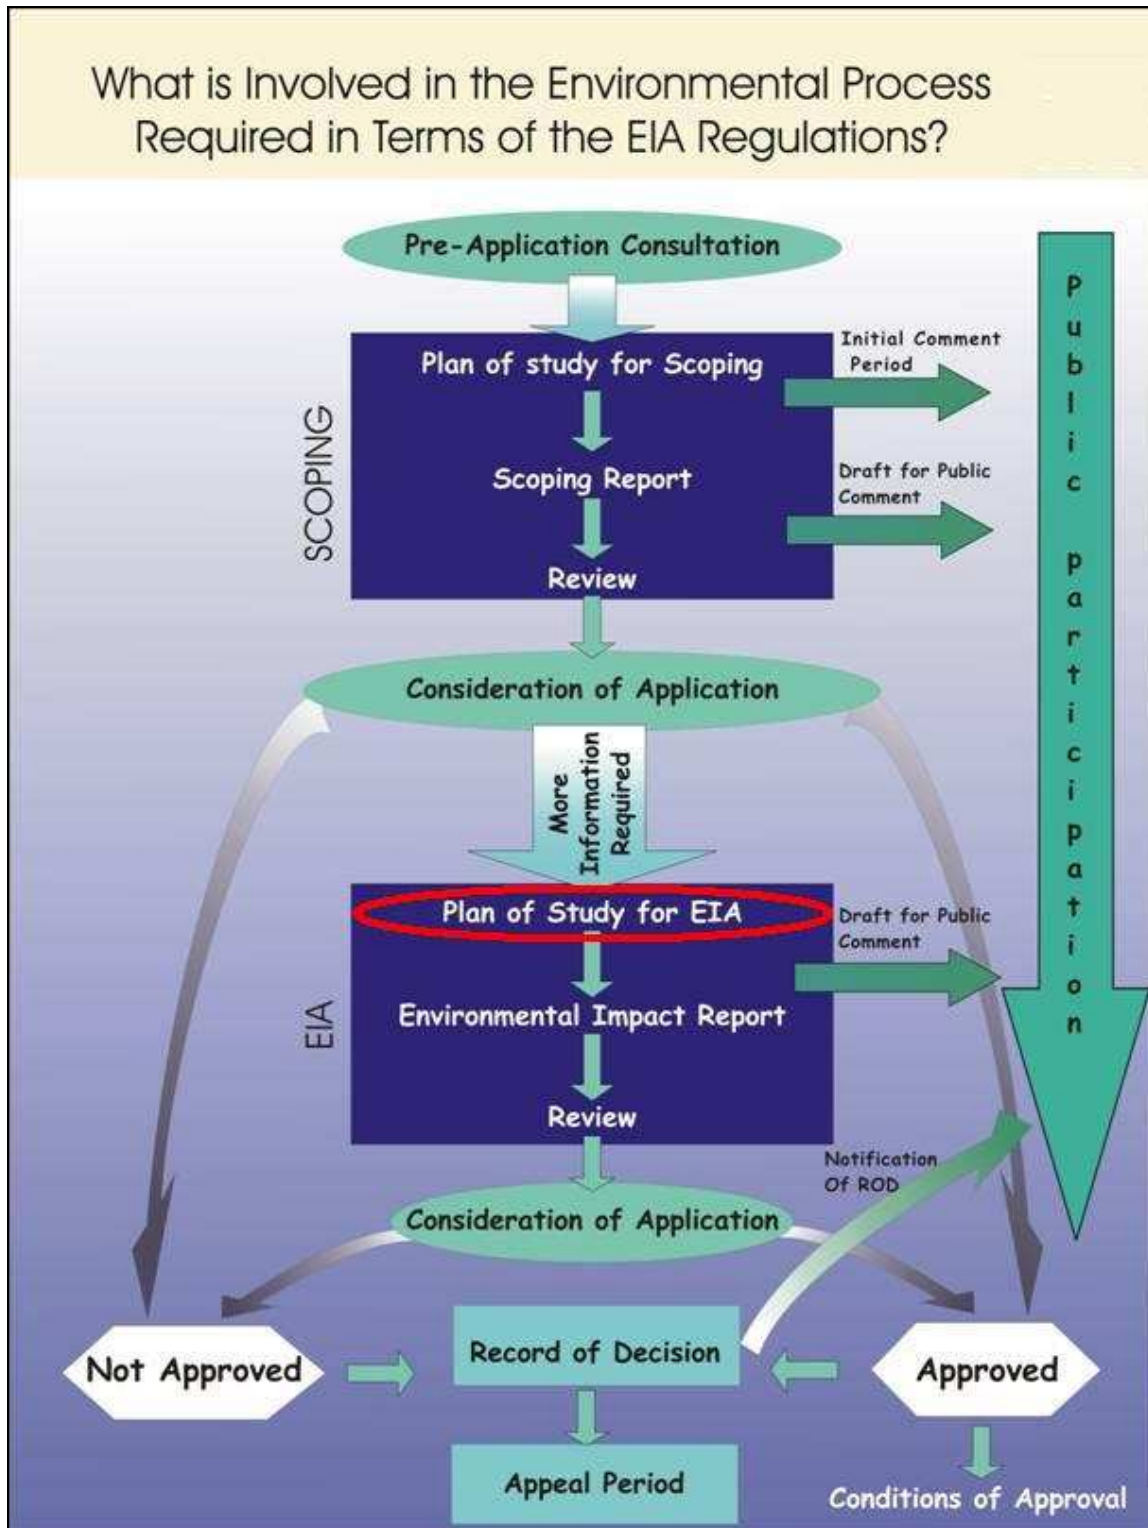 What is Involved in the Environmental Process
Required in Terms of the EIA Regulations?
Pre-Application Consultation
SCOPING
Plan of study for Scoping
Initial Comment
Period
Scoping Report
Draft for Public
Comment
Review
Consideration of Application
More
Information
Required
EIA
Plan of Study for EIA
Draft for Public
Comment
Environmental Impact Report
Review
Notification
Of ROD
Consideration of Application
Not Approved
Record of Decision
Approved
Appeal Period
Conditions of Approval
Public participation